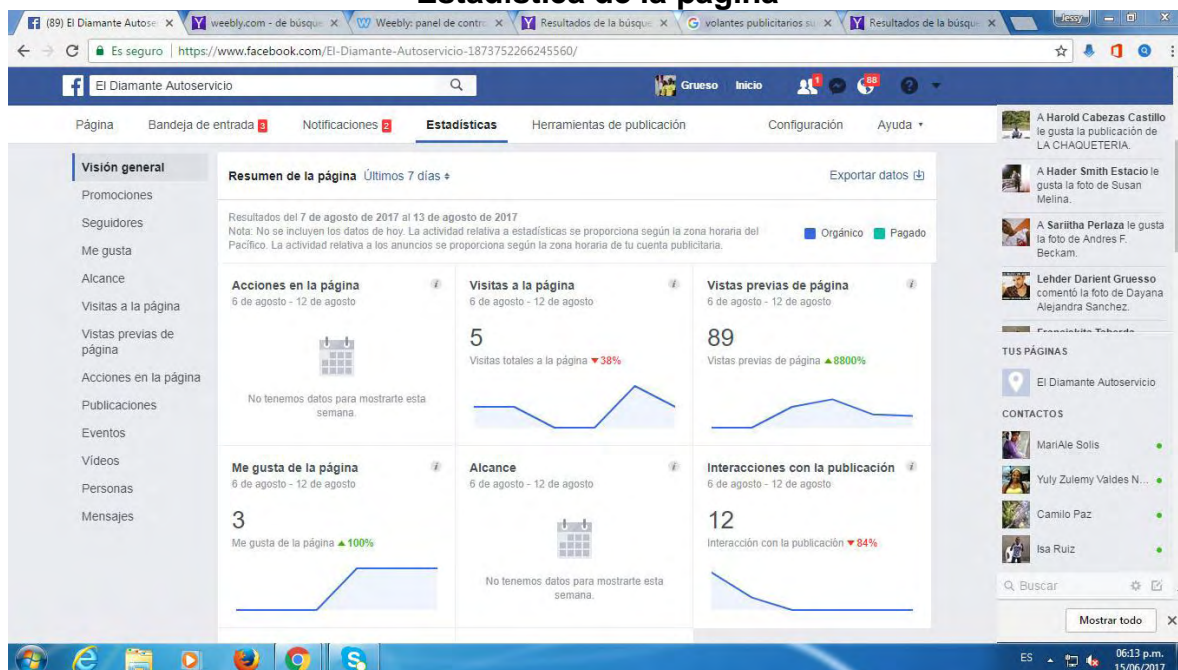 Estadística de la página
(89) El Diamante Autose
weebly.com - de búsque
Weebly: panel de contro
Resultados de la búsque
volantes publicitarios su
Resultados de la búsque
Jessy
Es seguro
https://www.facebook.com/El-Diamante-Autoservicio-1873752266245560/
El Diamante Autoservicio
Grueso
Inicio
1
88
Página
Bandeja de entrada 3
Notificaciones 2
Estadísticas
Herramientas de publicación
Configuración
Ayuda
Visión general
Promociones
Seguidores
Me gusta
Alcance
Visitas a la página
Vistas previas de
página
Acciones en la página
Publicaciones
Eventos
Vídeos
Personas
Mensajes
Resumen de la página Últimos 7 días
Exportar datos
Resultados del 7 de agosto de 2017 al 13 de agosto de 2017
Nota: No se incluyen los datos de hoy. La actividad relativa a estadísticas se proporciona según la zona horaria del
Pacífico. La actividad relativa a los anuncios se proporciona según la zona horaria de tu cuenta publicitaria.
Orgánico
Pagado
Acciones en la página
6 de agosto - 12 de agosto
No tenemos datos para mostrarte esta
semana.
Visitas a la página
6 de agosto - 12 de agosto
5
Visitas totales a la página ▼38%
Vistas previas de página
6 de agosto - 12 de agosto
89
Vistas previas de página ▲8800%
Me gusta de la página
6 de agosto - 12 de agosto
3
Me gusta de la página ▲100%
Alcance
6 de agosto - 12 de agosto
No tenemos datos para mostrarte esta
semana.
Interacciones con la publicación
6 de agosto - 12 de agosto
12
Interacción con la publicación ▼84%
A Harold Cabezas Castillo
le gusta la publicación de
LA CHAQUETERIA.
A Hader Smith Estacio le
gusta la foto de Susan
Melina.
A Sariitha Perlaza le gusta
la foto de Andres F.
Beckam.
Lehder Darient Gruesso
comentó la foto de Dayana
Alejandra Sanchez.
TUS PÁGINAS
El Diamante Autoservicio
CONTACTOS
MariAle Solis
Yuly Zulemy Valdes N...
Camilo Paz
Isa Ruiz
Buscar
Mostrar todo
ES
06:13 p.m.
15/06/2017